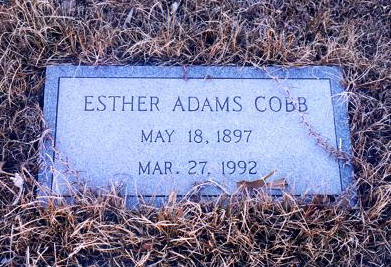 ESTHER ADAMS COBB
MAY 18, 1897
MAR. 27, 1992